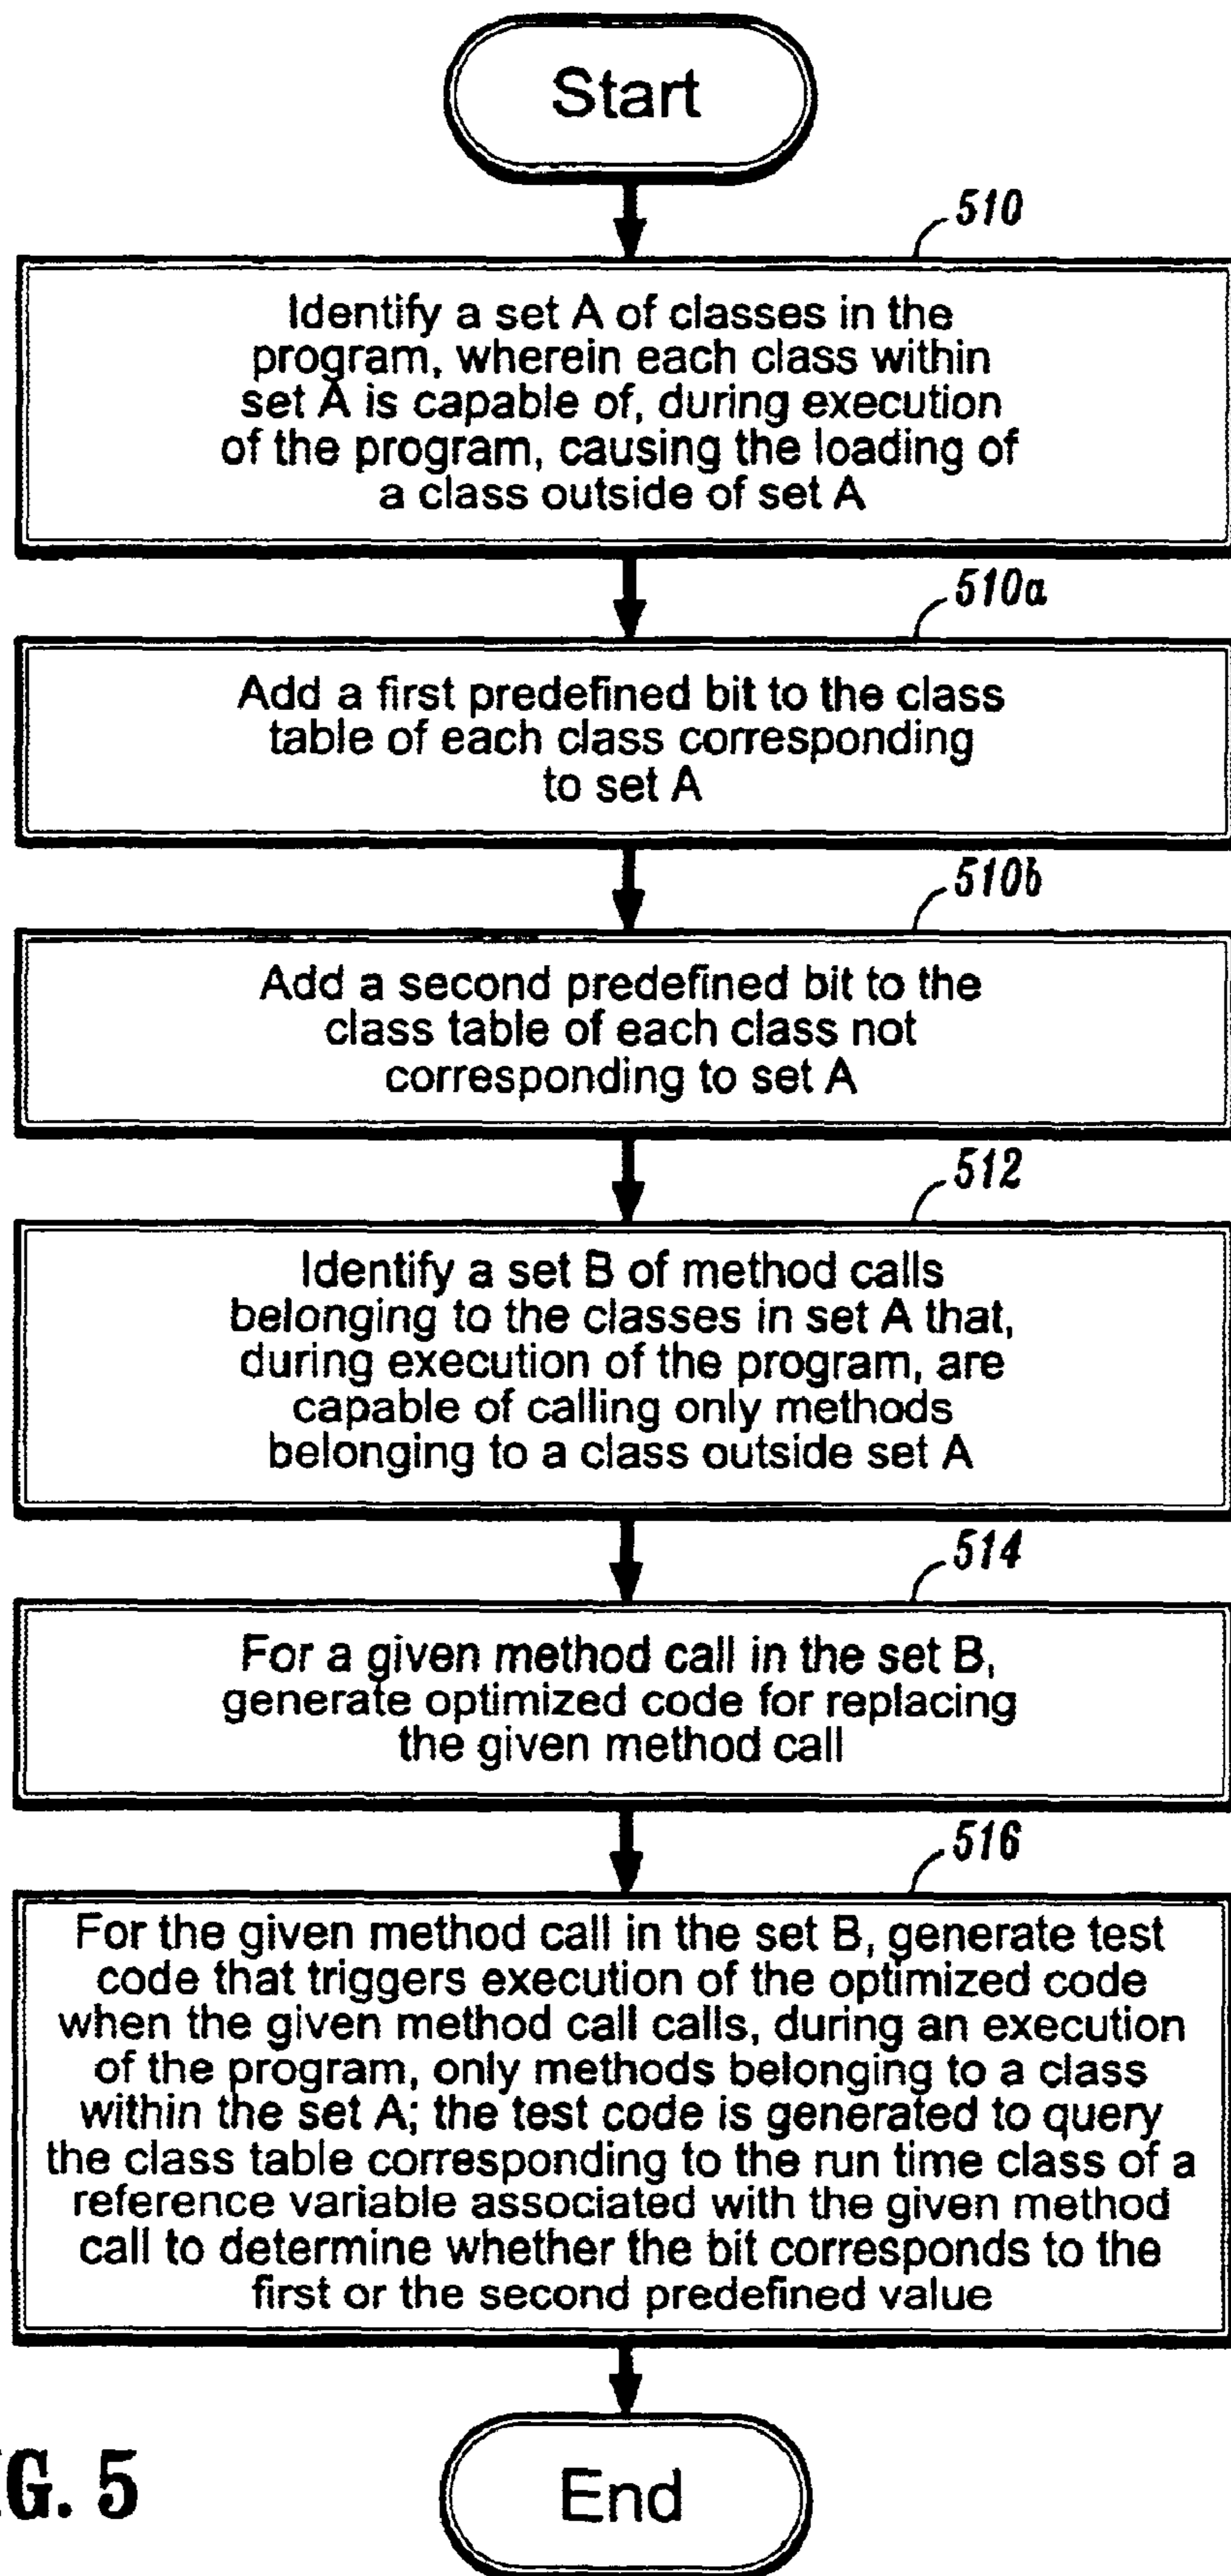 Start
510
Identify a set A of classes in the
program, wherein each class within
set A is capable of, during execution
of the program, causing the loading of
a class outside of set A
510a
Add a first predefined bit to the class
table of each class corresponding
to set A
510b
Add a second predefined bit to the
class table of each class not
corresponding to set A
512
Identify a set B of method calls
belonging to the classes in set A that,
during execution of the program, are
capable of calling only methods
belonging to a class outside set A
514
For a given method call in the set B,
generate optimized code for replacing
the given method call
516
For the given method call in the set B, generate test
code that triggers execution of the optimized code
when the given method call calls, during an execution
of the program, only methods belonging to a class
within the set A; the test code is generated to query
the class table corresponding to the run time class of a
reference variable associated with the given method
call to determine whether the bit corresponds to the
first or the second predefined value
End
G. 5